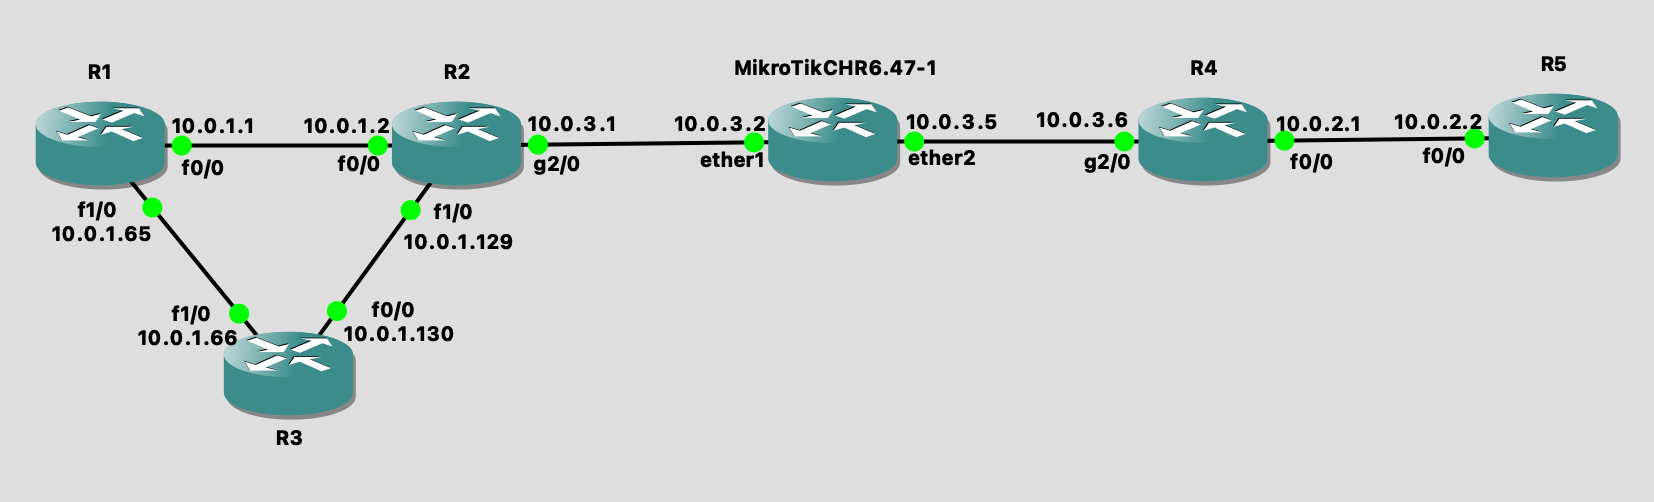 R1
R2
MikroTikCHR6.47-1
R4
R5
10.0.1.1
10.0.1.2
10.0.3.1
10.0.3.2
10.0.3.5
10.0.3.6
10.0.2.1
10.0.2.2
f0/0
f0/0
g2/0
ether1
ether2
g2/0
f0/0
f0/0
f1/0
10.0.1.65
f1/0
10.0.1.129
f1/0
10.0.1.66
f0/0
10.0.1.130
R3